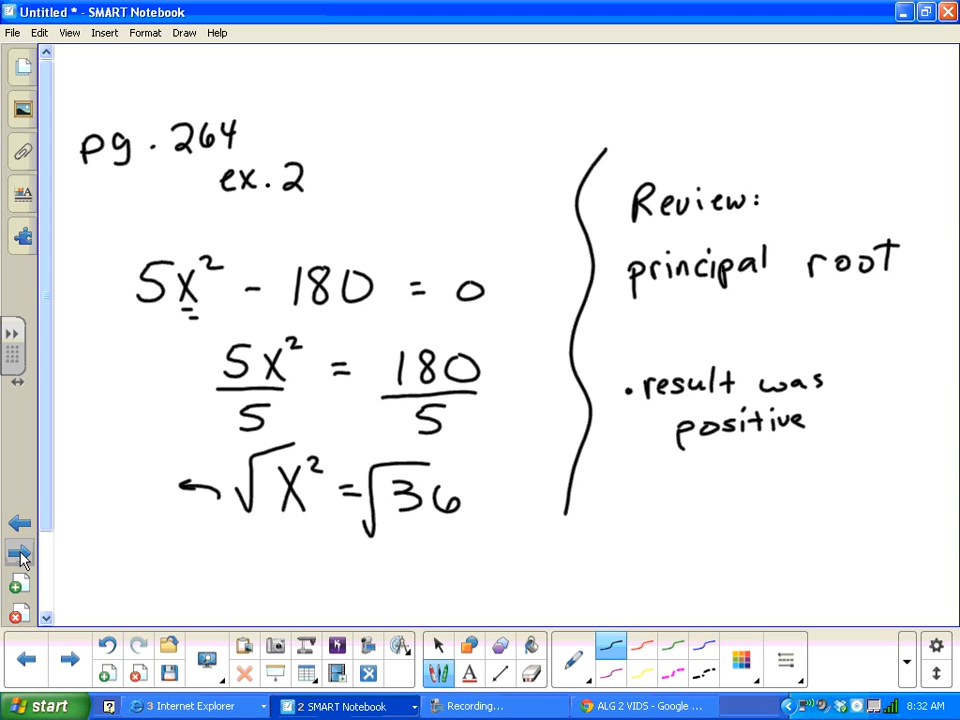 Untitled * - SMART Notebook
File Edit View Insert Format Draw Help
pg. 264
ex. 2
5x² - 180 = 0
5x² = 180
5 5
√x² = √36
Review:
principal root
• result was
positive
start
3 Internet Explorer
2 SMART Notebook
Recording...
ALG 2 VIDS - Google ...
8:32 AM